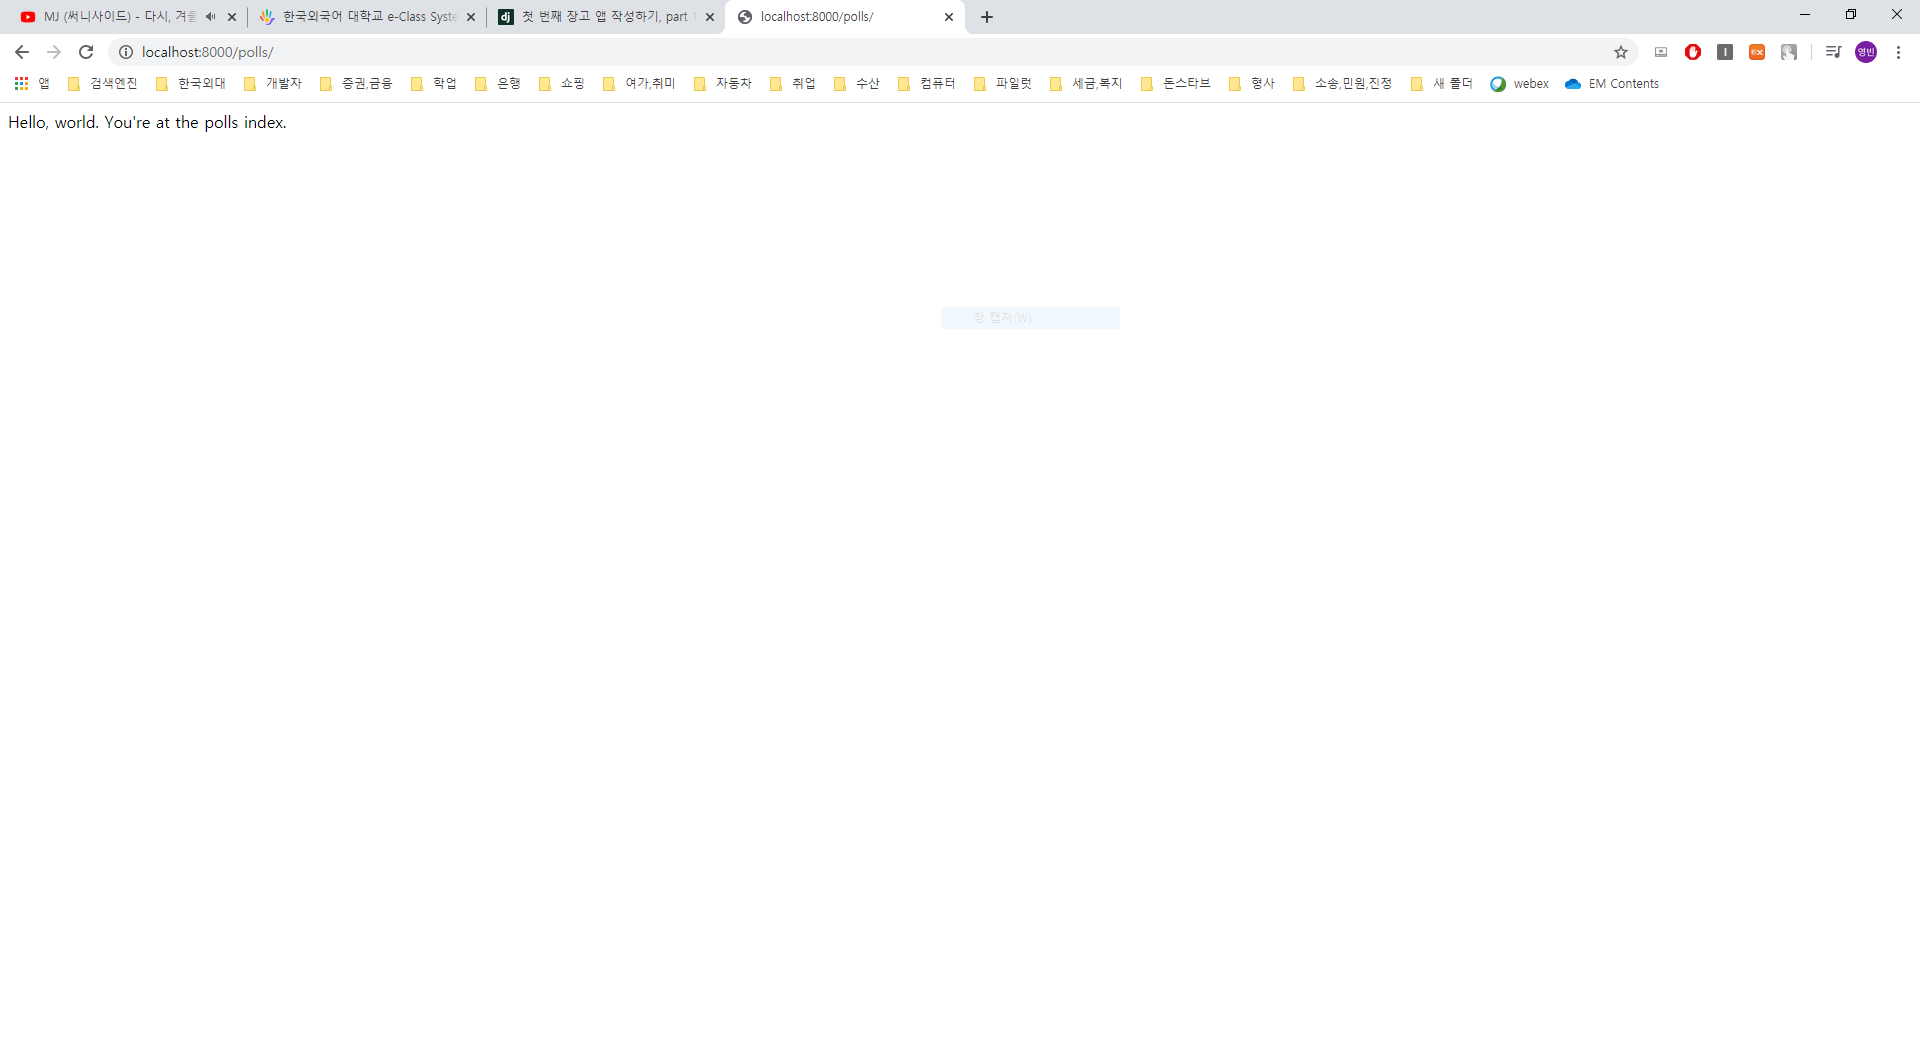 MJ (써니사이드) - 다시, 겨울
한국외국어 대학교 e-Class Syste
첫 번째 장고 앱 작성하기, part 1
localhost:8000/polls/
localhost:8000/polls/
영빈
앱 검색엔진 한국외대 개발자 증권,금융 학업 은행 쇼핑 여가,취미 자동차 취업 수산 컴퓨터 파일럿 세금,복지 돈스타브 형사 소송,민원,진정 새 폴더 webex EM Contents
Hello, world. You're at the polls index.
창 캡처(W)